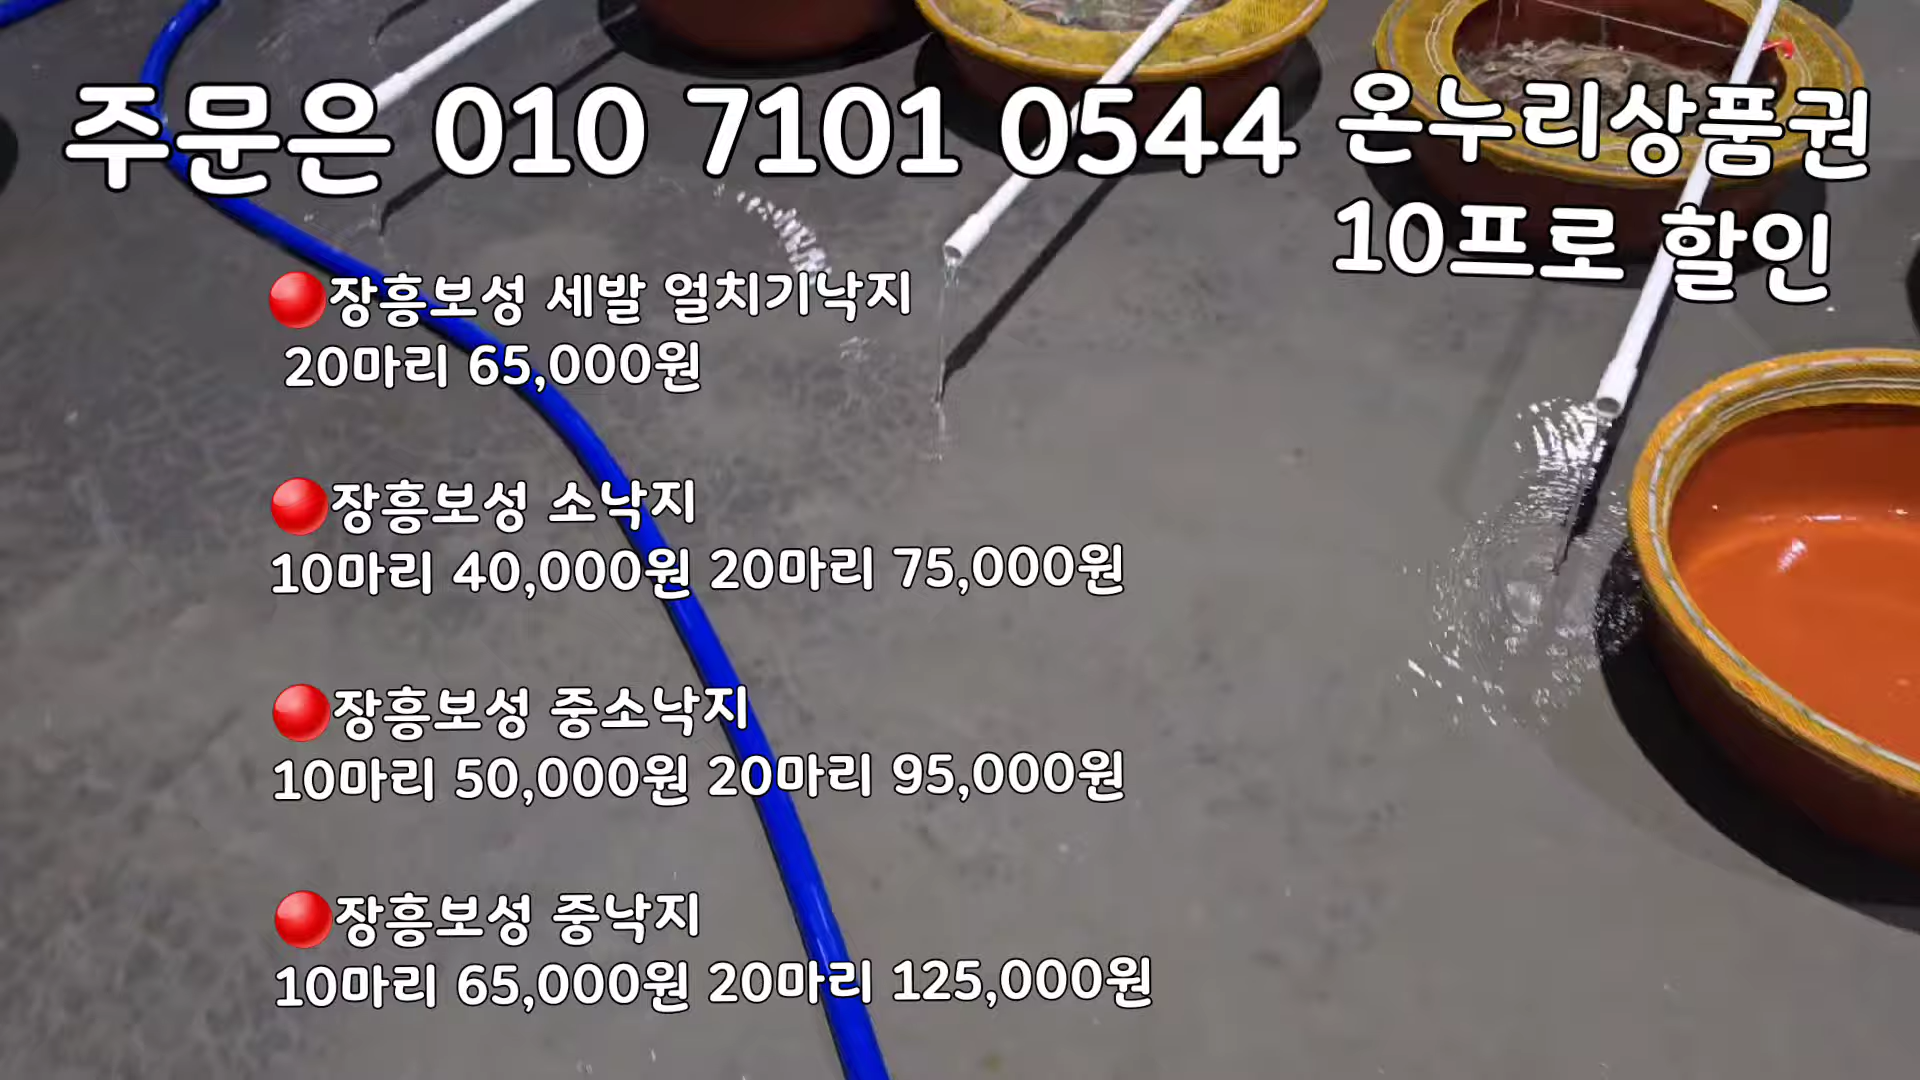 주문은 010 7101 0544
온누리상품권
10프로 할인
장흥보성 세발 얼치기낙지
20마리 65,000원
장흥보성 소낙지
10마리 40,000원 20마리 75,000원
장흥보성 중소낙지
10마리 50,000원 20마리 95,000원
장흥보성 중낙지
10마리 65,000원 20마리 125,000원